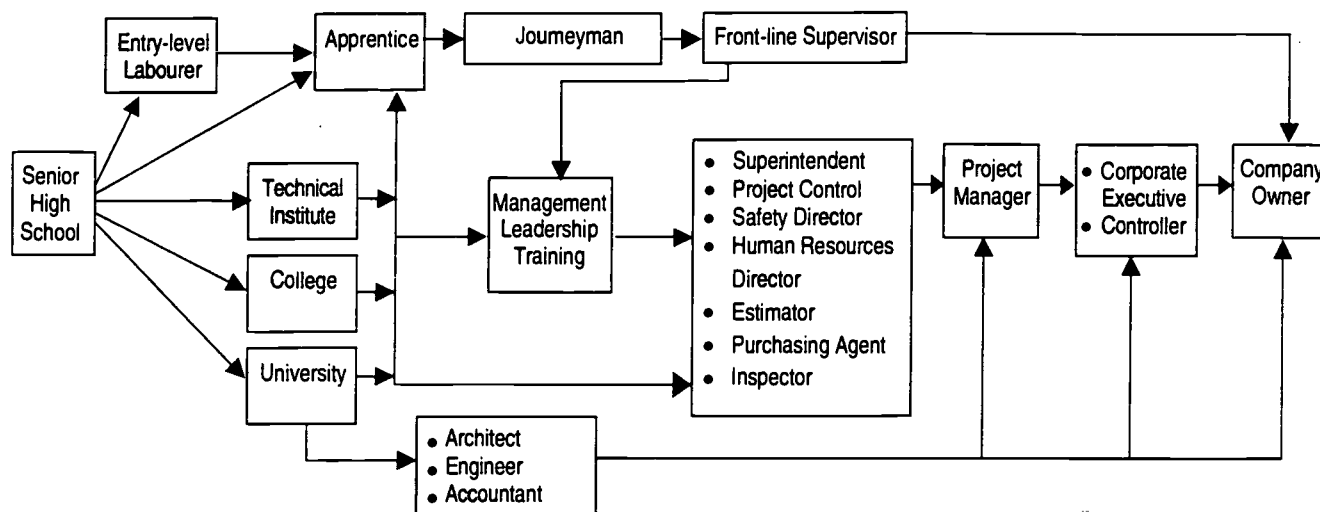 Entry-level
Labourer
Apprentice
Journeyman
Front-line Supervisor
Senior
High
School
Technical
Institute
College
University
Management
Leadership
Training
• Superintendent
• Project Control
• Safety Director
• Human Resources
Director
• Estimator
• Purchasing Agent
• Inspector
Project
Manager
• Corporate
Executive
• Controller
Company
Owner
• Architect
• Engineer
• Accountant